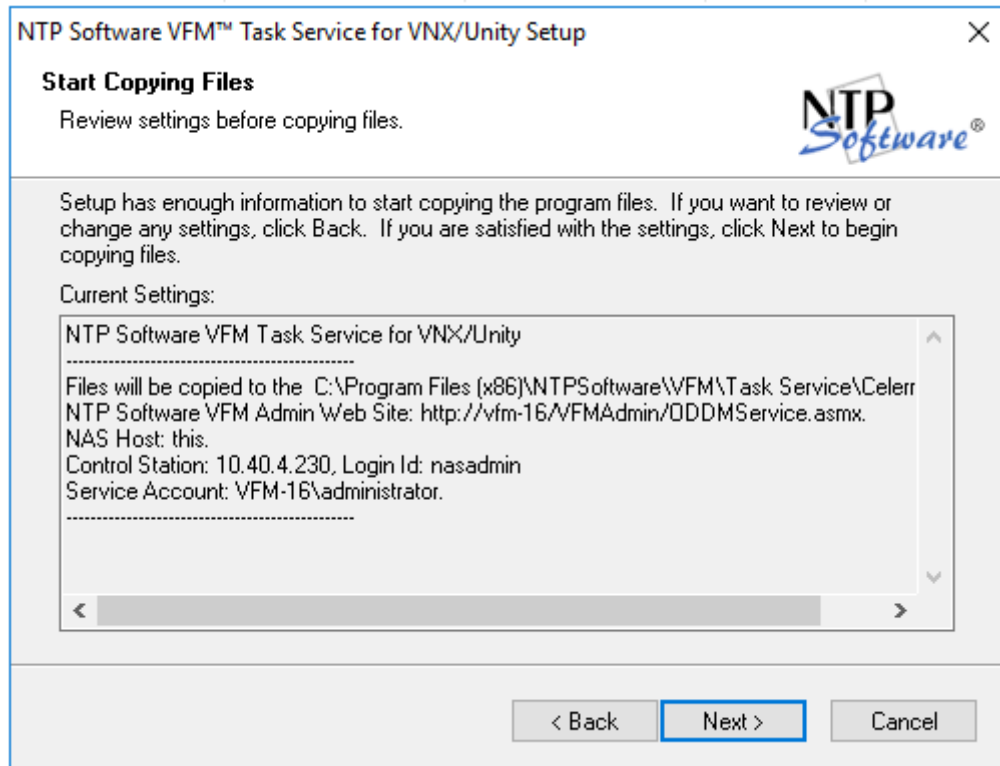 NTP Software VFM™ Task Service for VNX/Unity Setup
Start Copying Files
Review settings before copying files.
NTP
Software®
Setup has enough information to start copying the program files. If you want to review or
change any settings, click Back. If you are satisfied with the settings, click Next to begin
copying files.
Current Settings:
NTP Software VFM Task Service for VNX/Unity
------------------------------------------------
Files will be copied to the C:\Program Files (x86)\NTPSoftware\VFM\Task Service\Celerr
NTP Software VFM Admin Web Site: http://vfm-16/VFMAdmin/ODDMService.asmx.
NAS Host: this.
Control Station: 10.40.4.230, Login Id: nasadmin
Service Account: VFM-16\administrator.
------------------------------------------------
< Back
Next >
Cancel